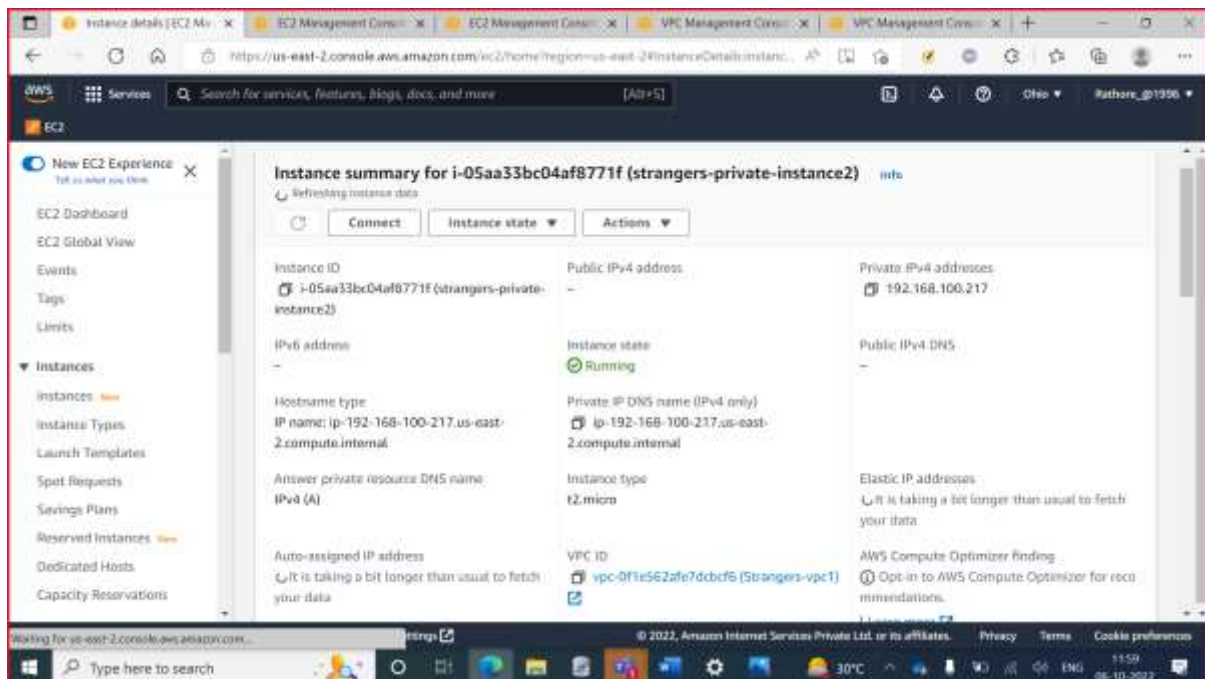 Instance details | EC2 Ma
EC2 Management Conso
EC2 Management Conso
VPC Management Conso
VPC Management Conso
https://us-east-2.console.aws.amazon.com/ec2/home?region=us-east-2#InstanceDetails:instanc...
aws
Services
Search for services, features, blogs, docs, and more
[Alt+S]
Ohio ▼
Rathore_@1996 ▼
EC2
New EC2 Experience
Tell us what you think
EC2 Dashboard
EC2 Global View
Events
Tags
Limits
▼ Instances
Instances New
Instance Types
Launch Templates
Spot Requests
Savings Plans
Reserved Instances New
Dedicated Hosts
Capacity Reservations
Instance summary for i-05aa33bc04af8771f (strangers-private-instance2) Info
Refreshing instance data
Connect
Instance state ▼
Actions ▼
Instance ID
i-05aa33bc04af8771f (strangers-private-
instance2)
Public IPv4 address
–
Private IPv4 addresses
192.168.100.217
IPv6 address
–
Instance state
Running
Public IPv4 DNS
–
Hostname type
IP name: ip-192-168-100-217.us-east-
2.compute.internal
Private IP DNS name (IPv4 only)
ip-192-168-100-217.us-east-
2.compute.internal
Answer private resource DNS name
IPv4 (A)
Instance type
t2.micro
Elastic IP addresses
It is taking a bit longer than usual to fetch
your data
Auto-assigned IP address
It is taking a bit longer than usual to fetch
your data
VPC ID
vpc-0f1e562afe7dcbcf6 (Strangers-vpc1)
AWS Compute Optimizer finding
Opt-in to AWS Compute Optimizer for reco
mmendations.
Learn more
Waiting for us-east-2.console.aws.amazon.com...
ettings
© 2022, Amazon Internet Services Private Ltd. or its affiliates.
Privacy
Terms
Cookie preferences
Type here to search
30°C
ENG
11:59
06-10-2022